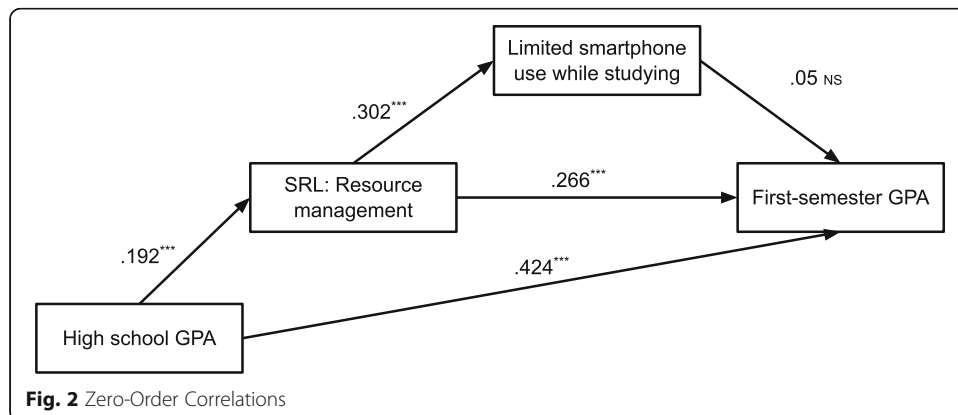 Limited smartphone
use while studying
.05 NS
.302***
SRL: Resource
management
.266***
First-semester GPA
.192***
.424***
High school GPA
Fig. 2 Zero-Order Correlations